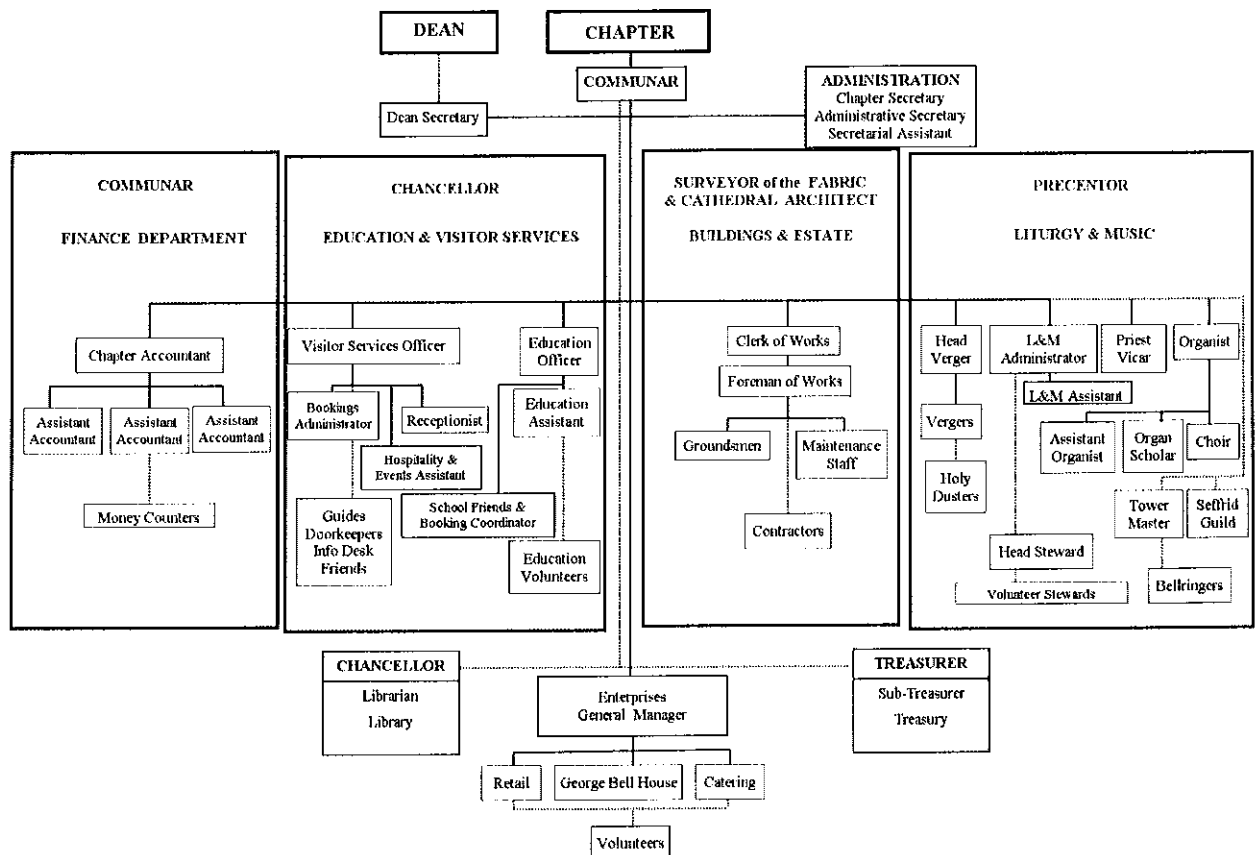 DEAN
CHAPTER
COMMUNAR
Dean Secretary
ADMINISTRATION
Chapter Secretary
Administrative Secretary
Secretarial Assistant
COMMUNAR
FINANCE DEPARTMENT
Chapter Accountant
Assistant
Accountant
Assistant
Accountant
Assistant
Accountant
Money Counters
CHANCELLOR
EDUCATION & VISITOR SERVICES
Visitor Services Officer
Education
Officer
Bookings
Administrator
Receptionist
Education
Assistant
Hospitality &
Events Assistant
School Friends &
Booking Coordinator
Guides
Doorkeepers
Info Desk
Friends
Education
Volunteers
SURVEYOR of the FABRIC
& CATHEDRAL ARCHITECT
BUILDINGS & ESTATE
Clerk of Works
Foreman of Works
Groundsmen
Maintenance
Staff
Contractors
PRECENTOR
LITURGY & MUSIC
Head
Verger
L&M
Administrator
Priest
Vicar
Organist
L&M Assistant
Vergers
Assistant
Organist
Organ
Scholar
Choir
Holy
Dusters
Tower
Master
Seffrid
Guild
Head Steward
Bellringers
Volunteer Stewards
CHANCELLOR
Librarian
Library
TREASURER
Sub-Treasurer
Treasury
Enterprises
General Manager
Retail
George Bell House
Catering
Volunteers